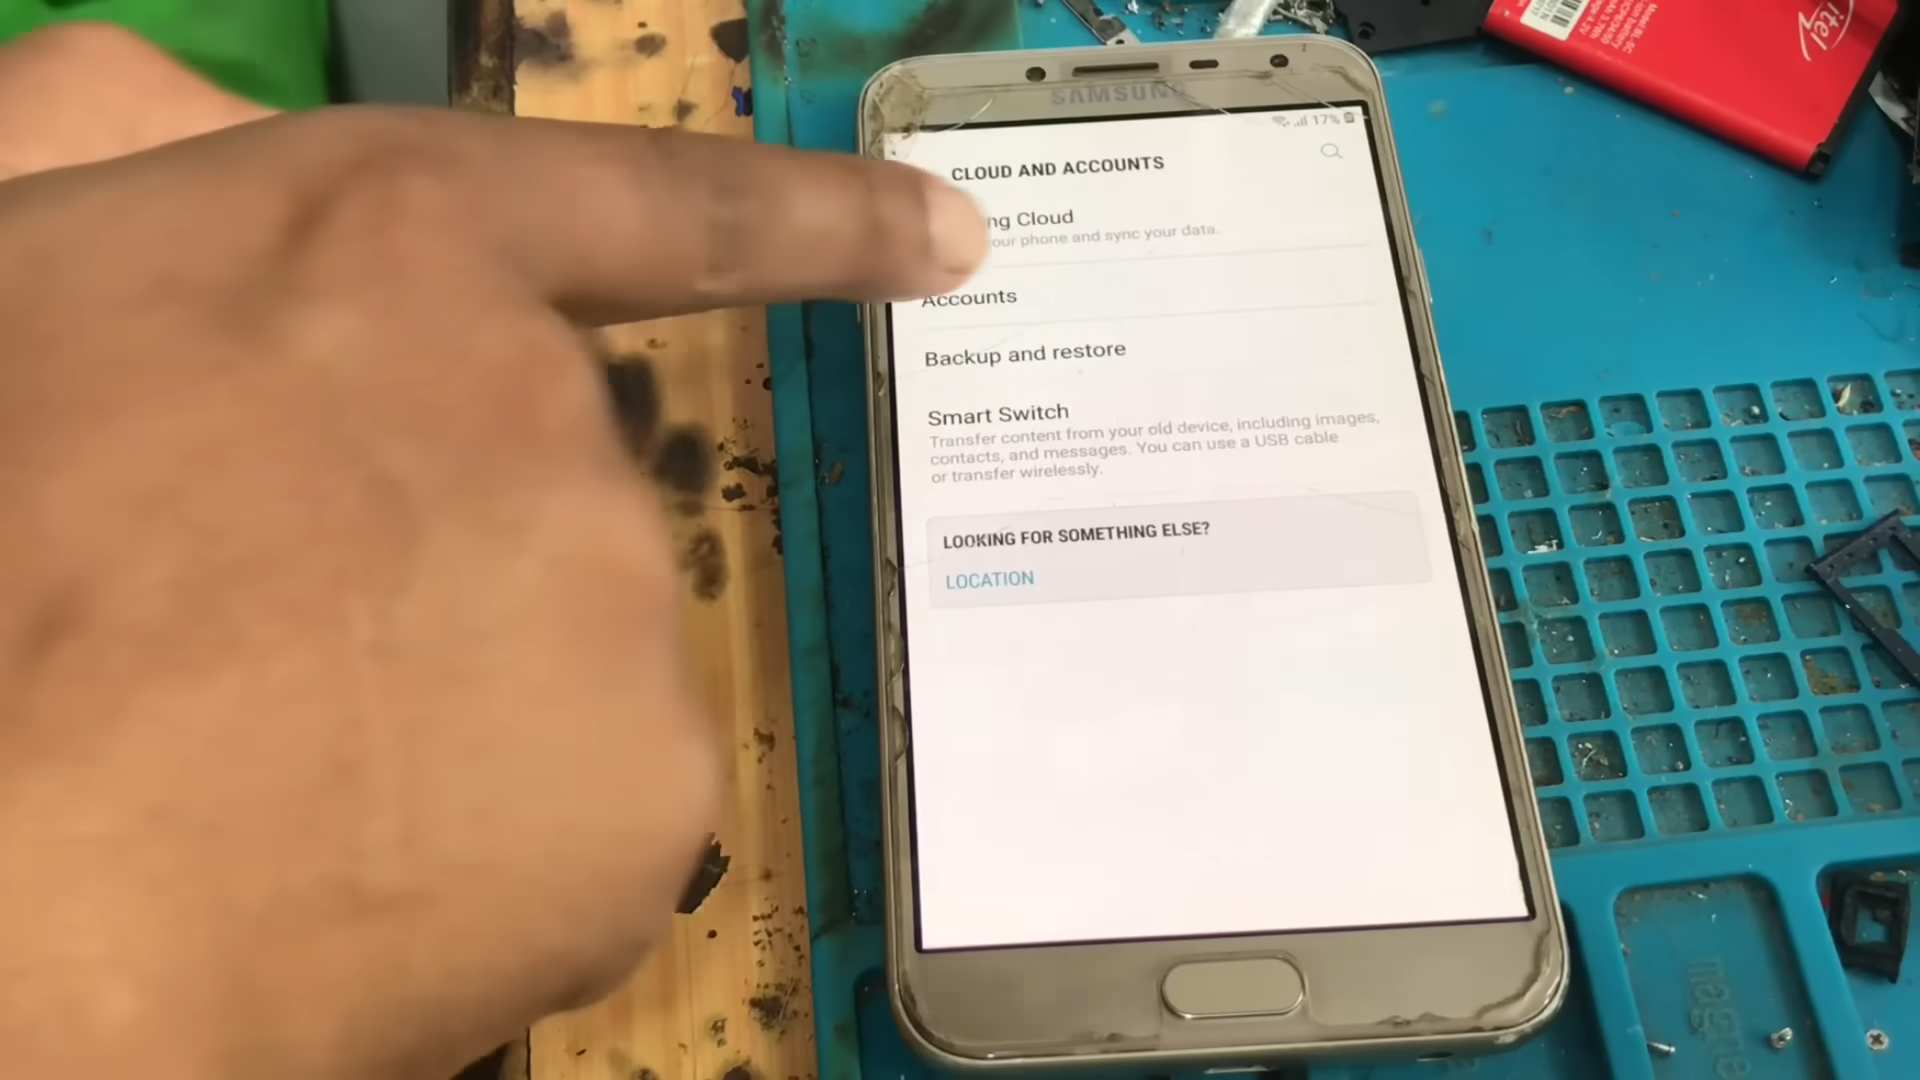 SAMSUNG
17%
CLOUD AND ACCOUNTS
ng Cloud
our phone and sync your data.
Accounts
Backup and restore
Smart Switch
Transfer content from your old device, including images,
contacts, and messages. You can use a USB cable
or transfer wirelessly.
LOOKING FOR SOMETHING ELSE?
LOCATION
itel